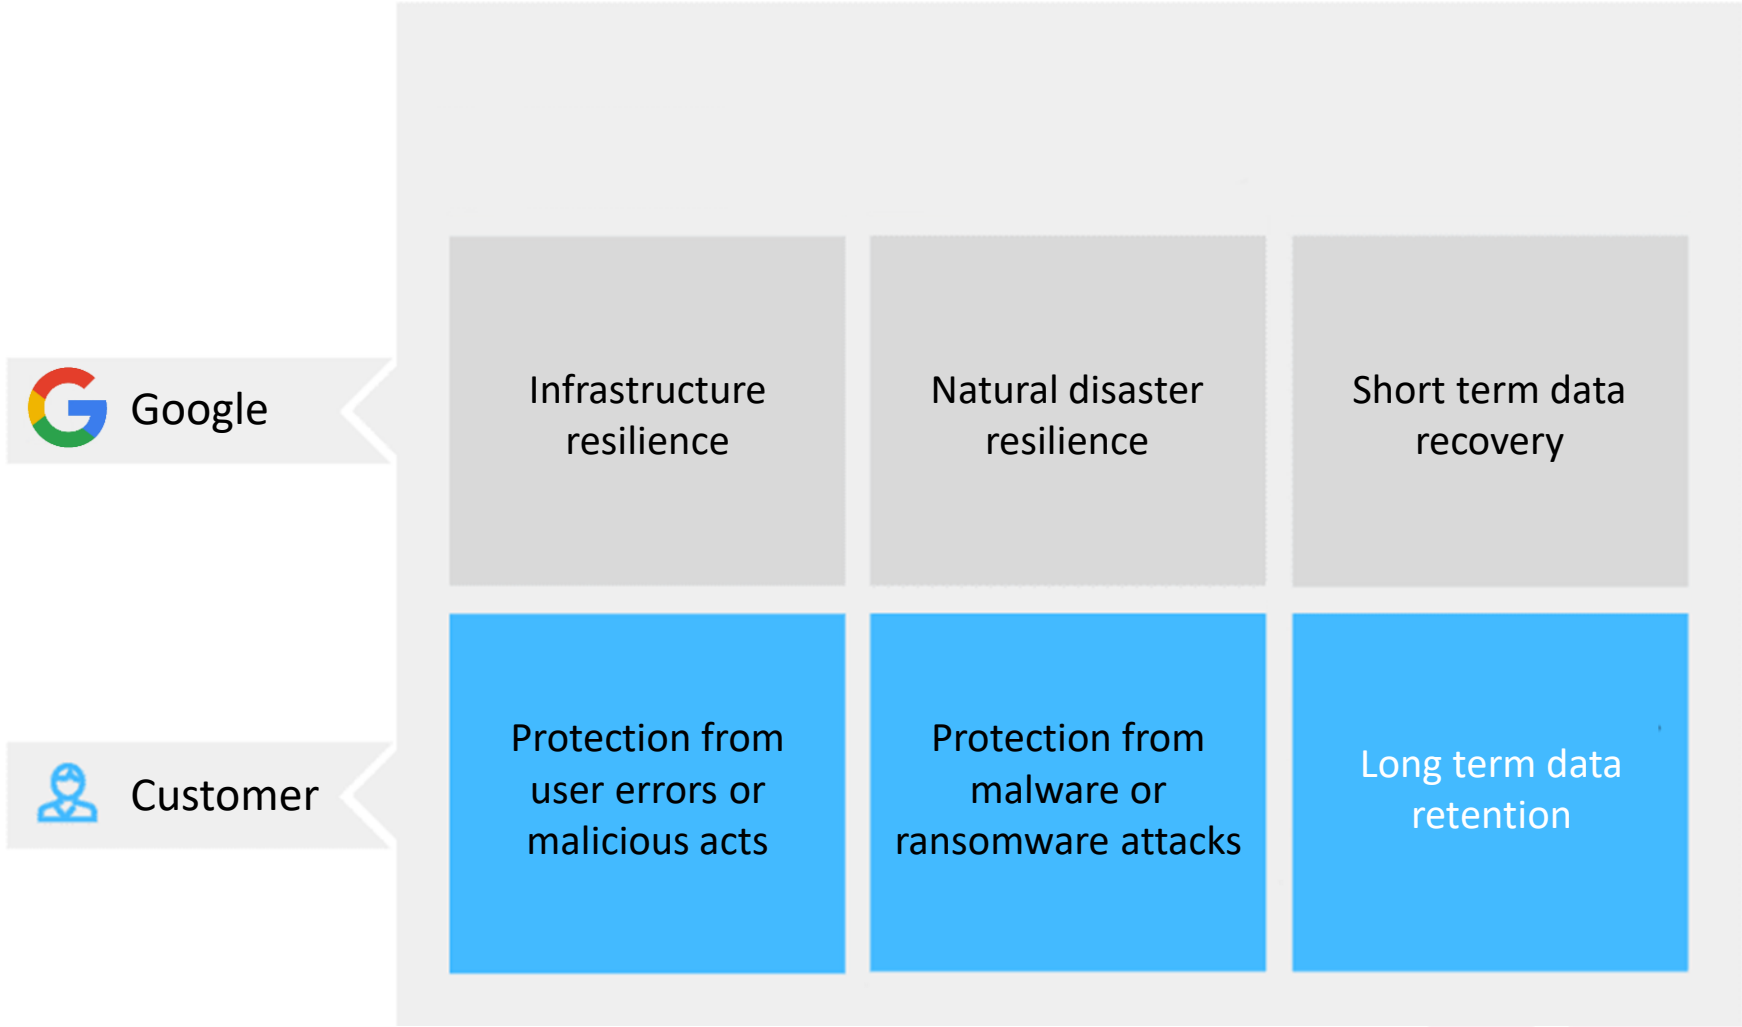 Google
Infrastructure
resilience
Natural disaster
resilience
Short term data
recovery
Customer
Protection from
user errors or
malicious acts
Protection from
malware or
ransomware attacks
Long term data
retention